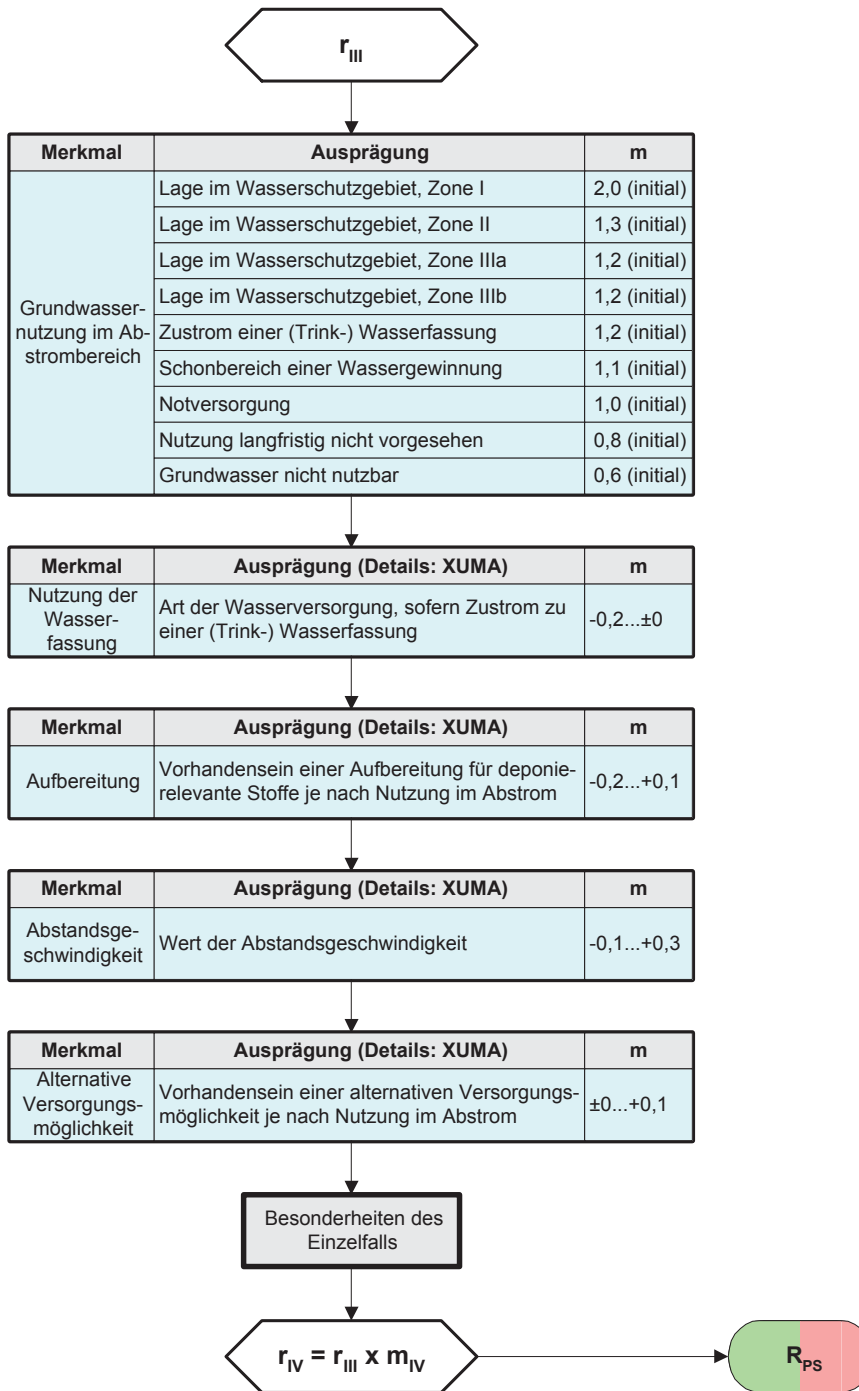 r_III
Merkmal Ausprägung m
Grundwasser-
nutzung im Ab-
strombereich
Lage im Wasserschutzgebiet, Zone I 2,0 (initial)
Lage im Wasserschutzgebiet, Zone II 1,3 (initial)
Lage im Wasserschutzgebiet, Zone IIIa 1,2 (initial)
Lage im Wasserschutzgebiet, Zone IIIb 1,2 (initial)
Zustrom einer (Trink-) Wasserfassung 1,2 (initial)
Schonbereich einer Wassergewinnung 1,1 (initial)
Notversorgung 1,0 (initial)
Nutzung langfristig nicht vorgesehen 0,8 (initial)
Grundwasser nicht nutzbar 0,6 (initial)
Merkmal Ausprägung (Details: XUMA) m
Nutzung der
Wasser-
fassung
Art der Wasserversorgung, sofern Zustrom zu
einer (Trink-) Wasserfassung
-0,2...±0
Merkmal Ausprägung (Details: XUMA) m
Aufbereitung
Vorhandensein einer Aufbereitung für deponie-
relevante Stoffe je nach Nutzung im Abstrom
-0,2...+0,1
Merkmal Ausprägung (Details: XUMA) m
Abstandsge-
schwindigkeit
Wert der Abstandsgeschwindigkeit
-0,1...+0,3
Merkmal Ausprägung (Details: XUMA) m
Alternative
Versorgungs-
möglichkeit
Vorhandensein einer alternativen Versorgungs-
möglichkeit je nach Nutzung im Abstrom
±0...+0,1
Besonderheiten des
Einzelfalls
r_IV = r_III x m_IV
R_PS